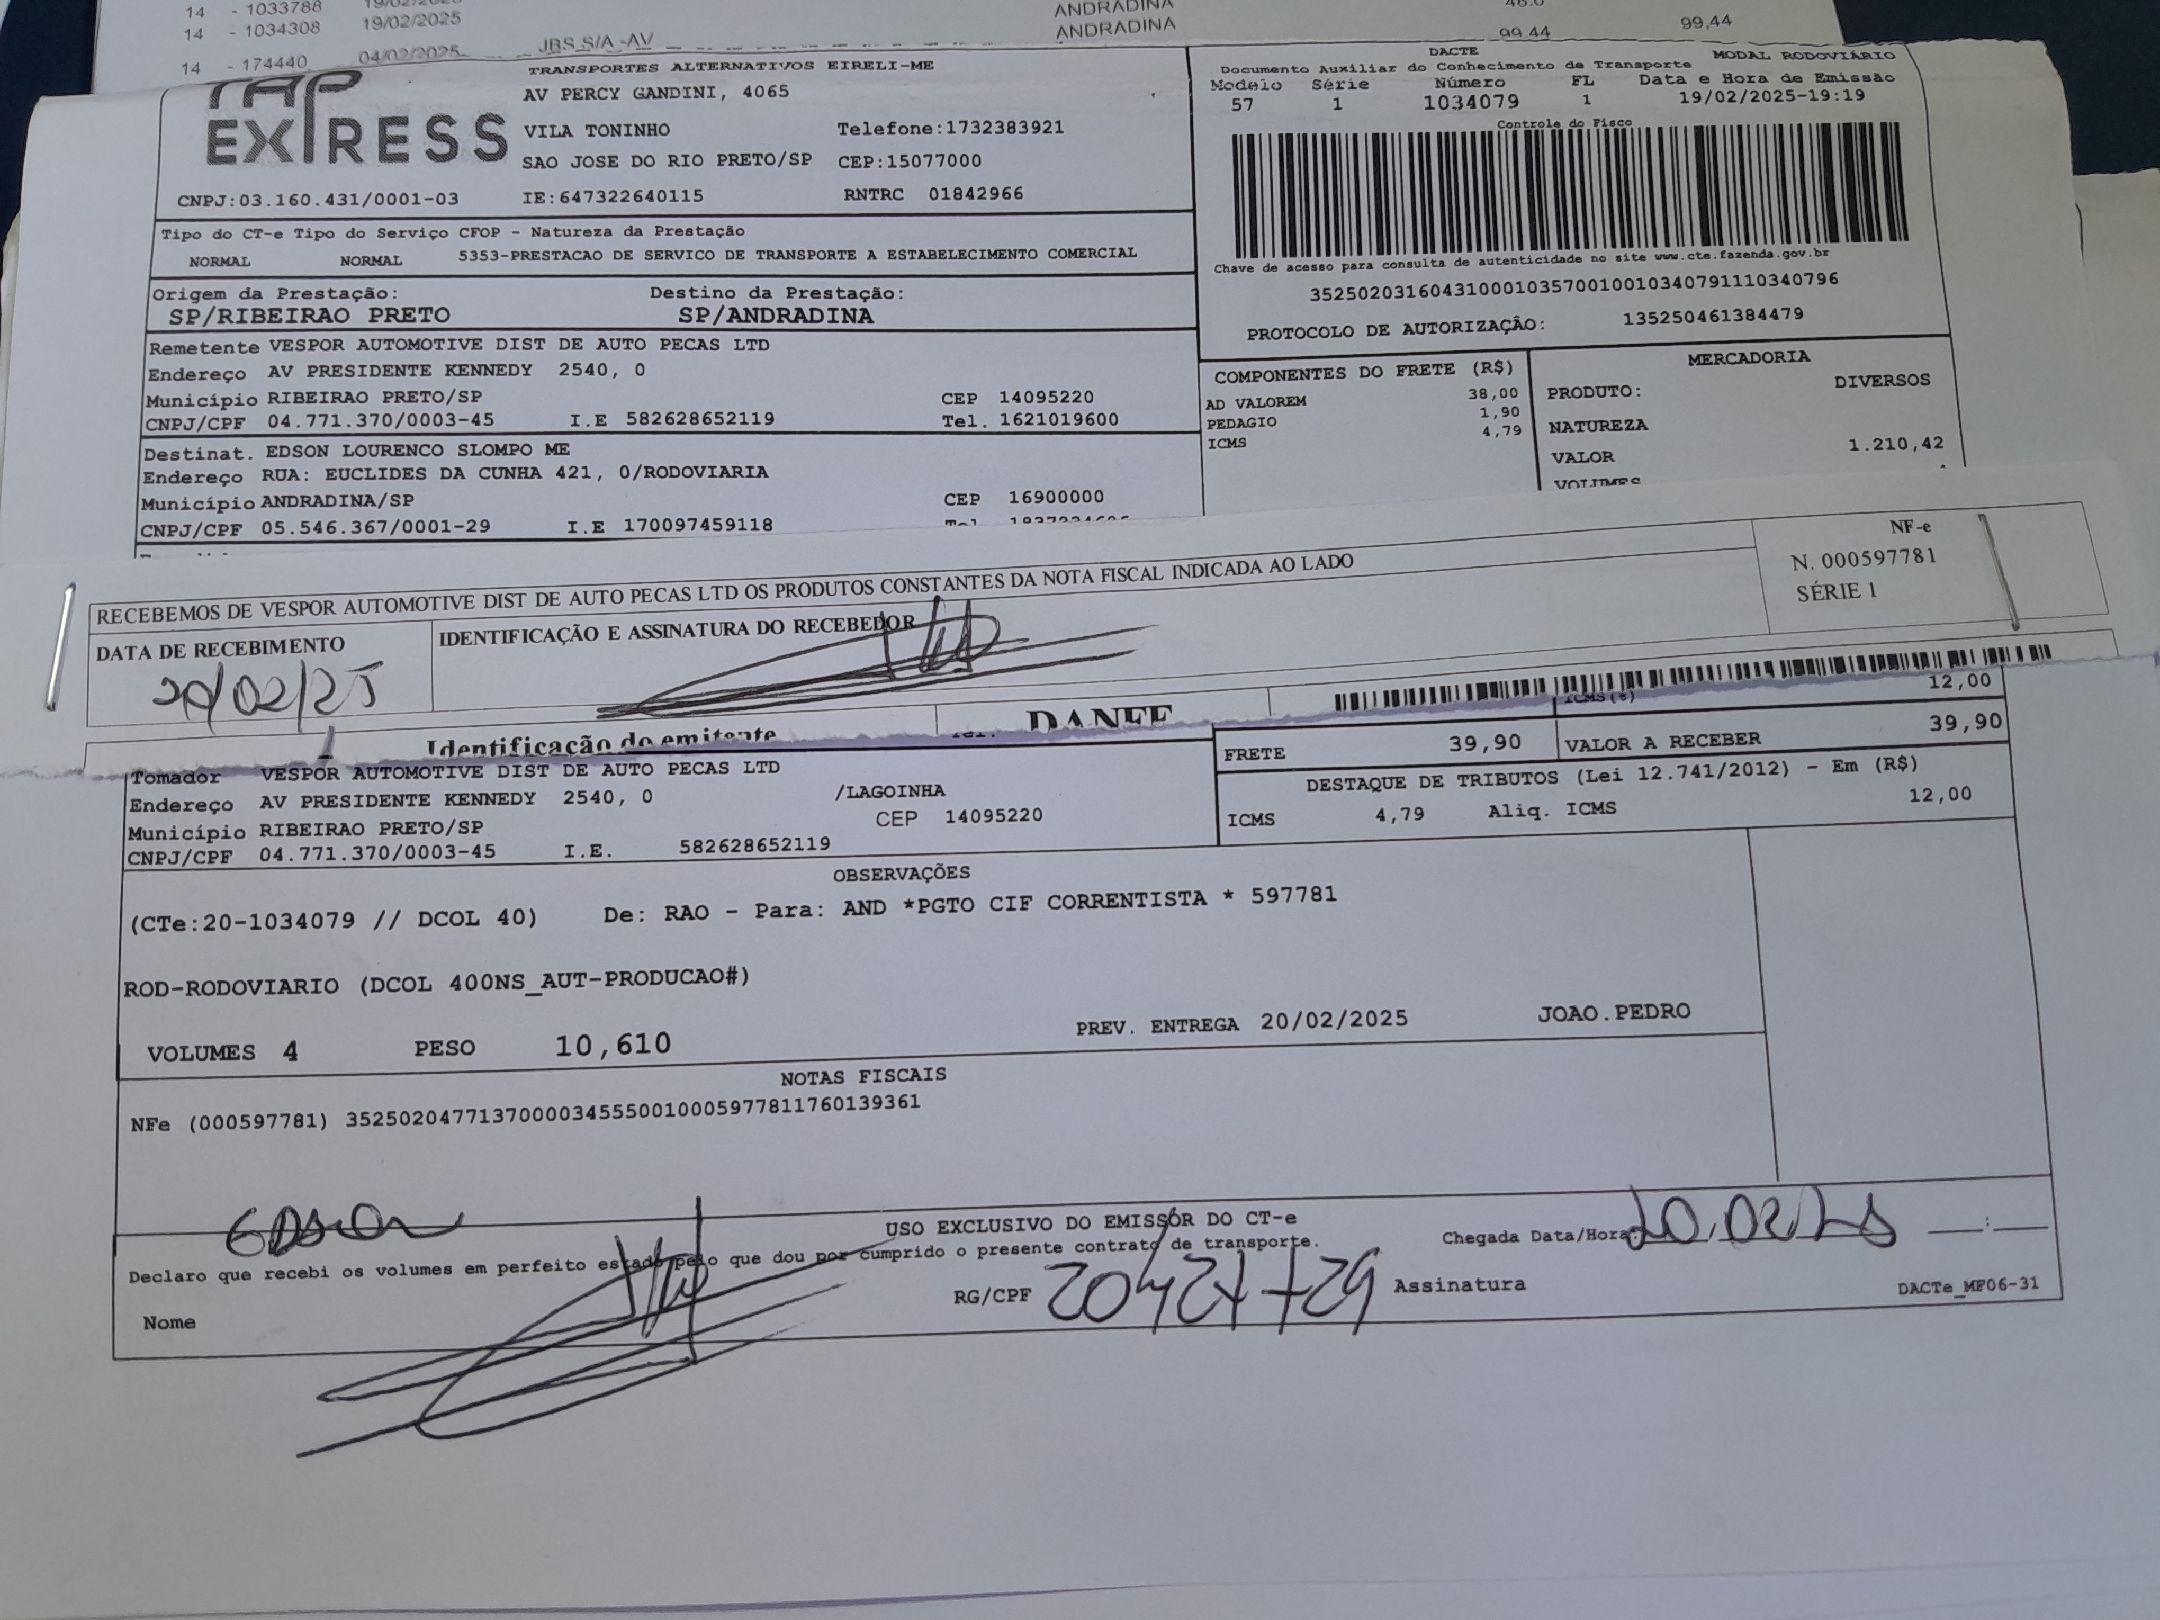 14 - 1033788 19/02/2025 ANDRADINA
14 - 1034308 19/02/2025 ANDRADINA 99,44 99,44
14 - 174440 04/02/2025 JBS S/A -AV
TAP EXPRESS
TRANSPORTES ALTERNATIVOS EIRELI-ME
AV PERCY GANDINI, 4065
VILA TONINHO Telefone:1732383921
SAO JOSE DO RIO PRETO/SP CEP:15077000
CNPJ:03.160.431/0001-03 IE:647322640115 RNTRC 01842966
DACTE MODAL RODOVIÁRIO
Documento Auxiliar do Conhecimento de Transporte
Modelo Série Número FL Data e Hora de Emissão
57 1 1034079 1 19/02/2025-19:19
Controle do Fisco
Chave de acesso para consulta de autenticidade no site www.cte.fazenda.gov.br
35250203160431000103570010010340791110340796
PROTOCOLO DE AUTORIZAÇÃO: 135250461384479
Tipo do CT-e Tipo do Serviço CFOP - Natureza da Prestação
NORMAL NORMAL 5353-PRESTACAO DE SERVICO DE TRANSPORTE A ESTABELECIMENTO COMERCIAL
Origem da Prestação: Destino da Prestação:
SP/RIBEIRAO PRETO SP/ANDRADINA
Remetente VESPOR AUTOMOTIVE DIST DE AUTO PECAS LTD
Endereço AV PRESIDENTE KENNEDY 2540, 0
Município RIBEIRAO PRETO/SP CEP 14095220
CNPJ/CPF 04.771.370/0003-45 I.E 582628652119 Tel. 1621019600
COMPONENTES DO FRETE (R$)
AD VALOREM 38,00
PEDAGIO 1,90
ICMS 4,79
MERCADORIA
PRODUTO: DIVERSOS
NATUREZA
VALOR 1.210,42
VOLUMES
Destinat. EDSON LOURENCO SLOMPO ME
Endereço RUA: EUCLIDES DA CUNHA 421, 0/RODOVIARIA
Município ANDRADINA/SP CEP 16900000
CNPJ/CPF 05.546.367/0001-29 I.E 170097459118 Tel
RECEBEMOS DE VESPOR AUTOMOTIVE DIST DE AUTO PECAS LTD OS PRODUTOS CONSTANTES DA NOTA FISCAL INDICADA AO LADO
NF-e
N. 000597781
SÉRIE 1
DATA DE RECEBIMENTO IDENTIFICAÇÃO E ASSINATURA DO RECEBEDOR
20/02/25
Identificação do emitente DANFE
ICMS(%) 12,00
FRETE 39,90 VALOR A RECEBER 39,90
DESTAQUE DE TRIBUTOS (Lei 12.741/2012) - Em (R$)
ICMS 4,79 Aliq. ICMS 12,00
Tomador VESPOR AUTOMOTIVE DIST DE AUTO PECAS LTD
Endereço AV PRESIDENTE KENNEDY 2540, 0 /LAGOINHA
Município RIBEIRAO PRETO/SP CEP 14095220
CNPJ/CPF 04.771.370/0003-45 I.E. 582628652119
OBSERVAÇÕES
(CTe:20-1034079 // DCOL 40) De: RAO - Para: AND *PGTO CIF CORRENTISTA * 597781
ROD-RODOVIARIO (DCOL 400NS_AUT-PRODUCAO#)
VOLUMES 4 PESO 10,610 PREV. ENTREGA 20/02/2025 JOAO.PEDRO
NOTAS FISCAIS
NFe (000597781) 35250204771370000345550010005977811760139361
Edson
USO EXCLUSIVO DO EMISSOR DO CT-e
Declaro que recebi os volumes em perfeito estado pelo que dou por cumprido o presente contrato de transporte.
Chegada Data/Hora: 20.02.25 ___:___
Nome RG/CPF 20427729 Assinatura
DACTe_MF06-31